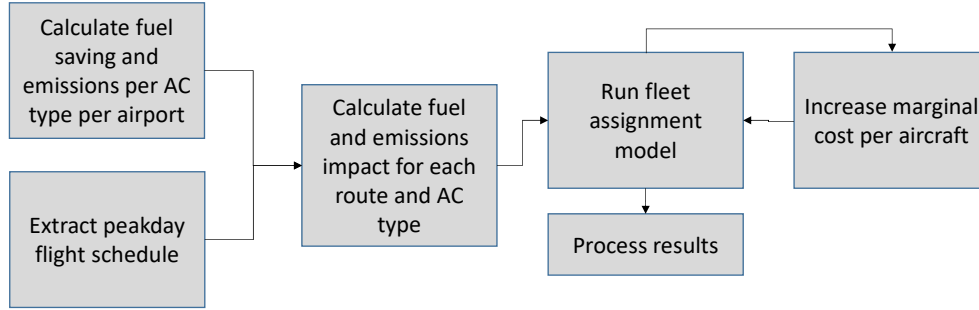 Calculate fuel
saving and
emissions per AC
type per airport
Extract peakday
flight schedule
Calculate fuel
and emissions
impact for each
route and AC
type
Run fleet
assignment
model
Increase marginal
cost per aircraft
Process results